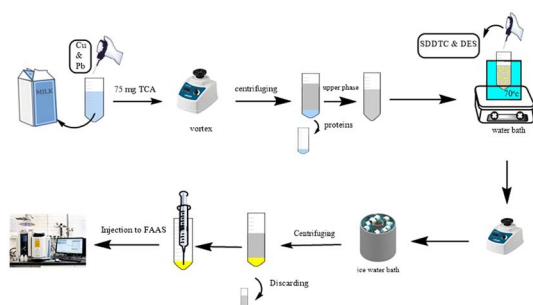 Cu
&
Pb
MILK
75 mg TCA
vortex
centrifuging
proteins
upper phase
SDDTC & DES
70°c
water bath
ice water bath
Centrifuging
Discarding
Injection to FAAS